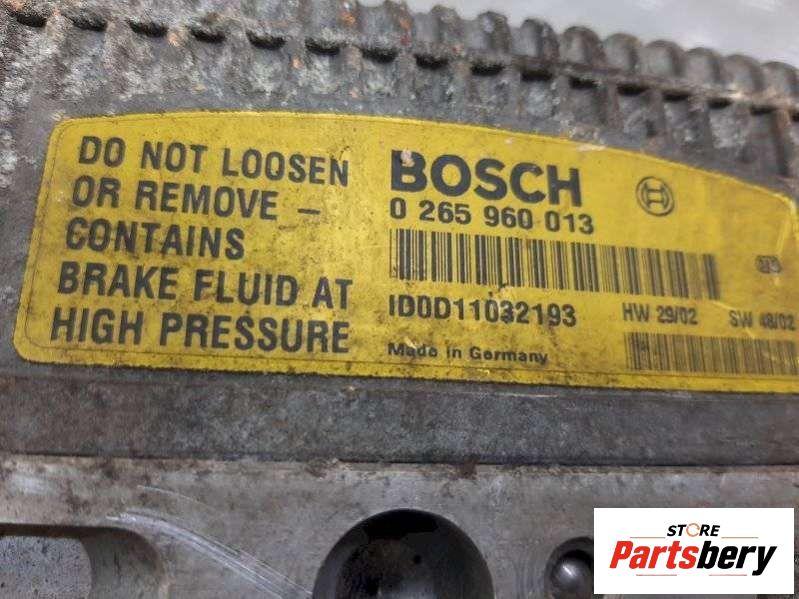 DO NOT LOOSEN
OR REMOVE –
CONTAINS
BRAKE FLUID AT
HIGH PRESSURE
BOSCH
0 265 960 013
ID0D11032193
HW 29/02 SW 48/02
Made in Germany
STORE
Partsbery